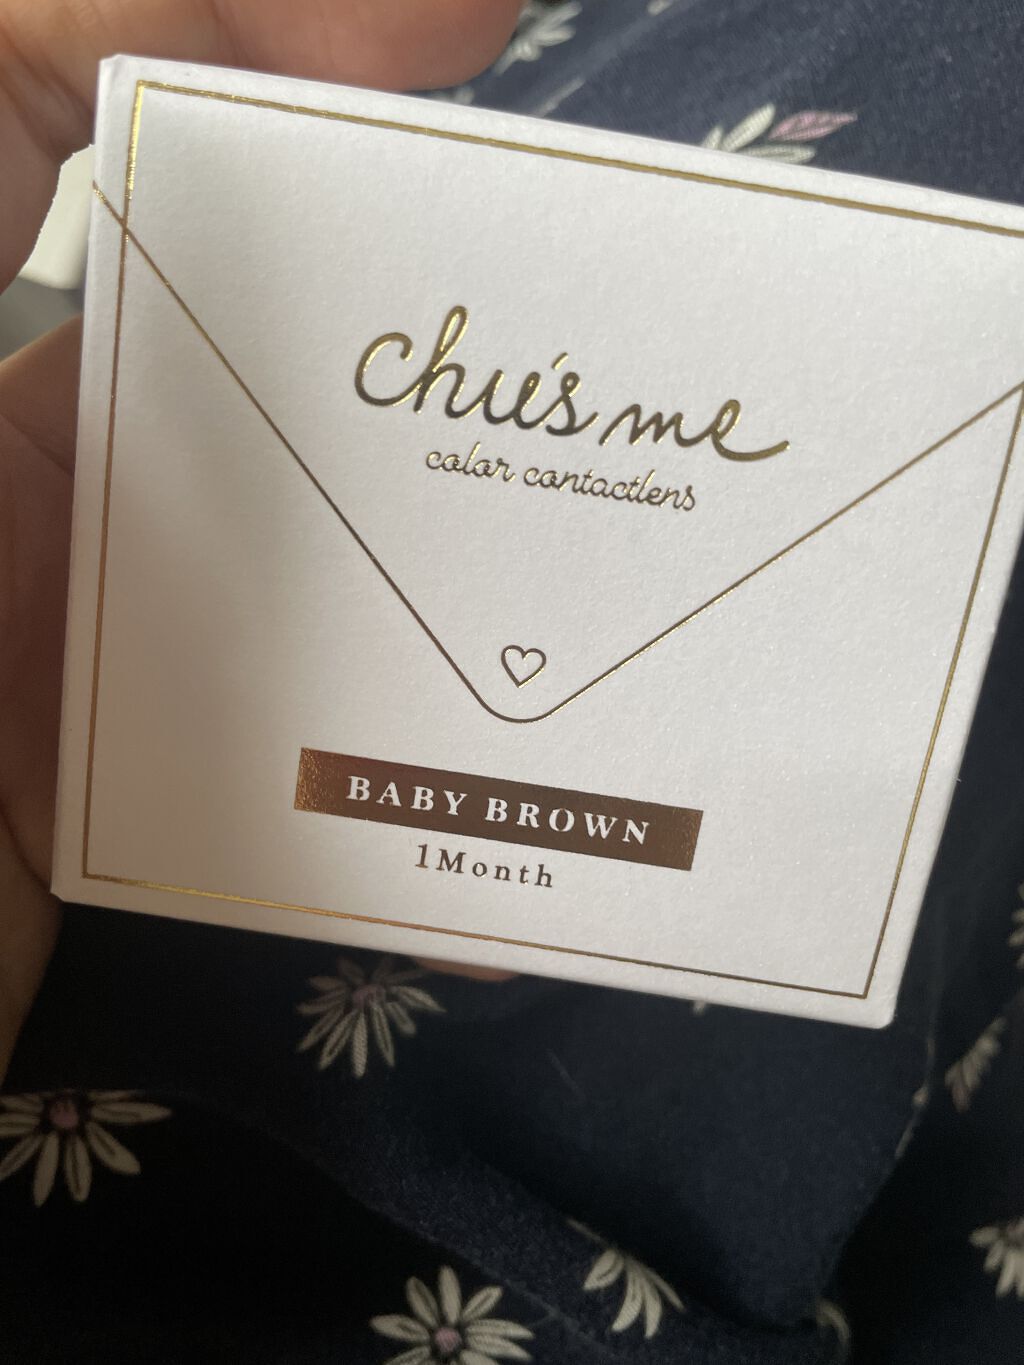 chu's me
color contactlens
BABY BROWN
1Month